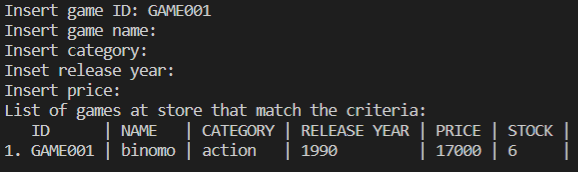 Insert game ID: GAME001
Insert game name:
Insert category:
Inset release year:
Insert price:
List of games at store that match the criteria:
   ID      | NAME   | CATEGORY | RELEASE YEAR | PRICE | STOCK |
1. GAME001 | binomo | action   | 1990         | 17000 | 6     |